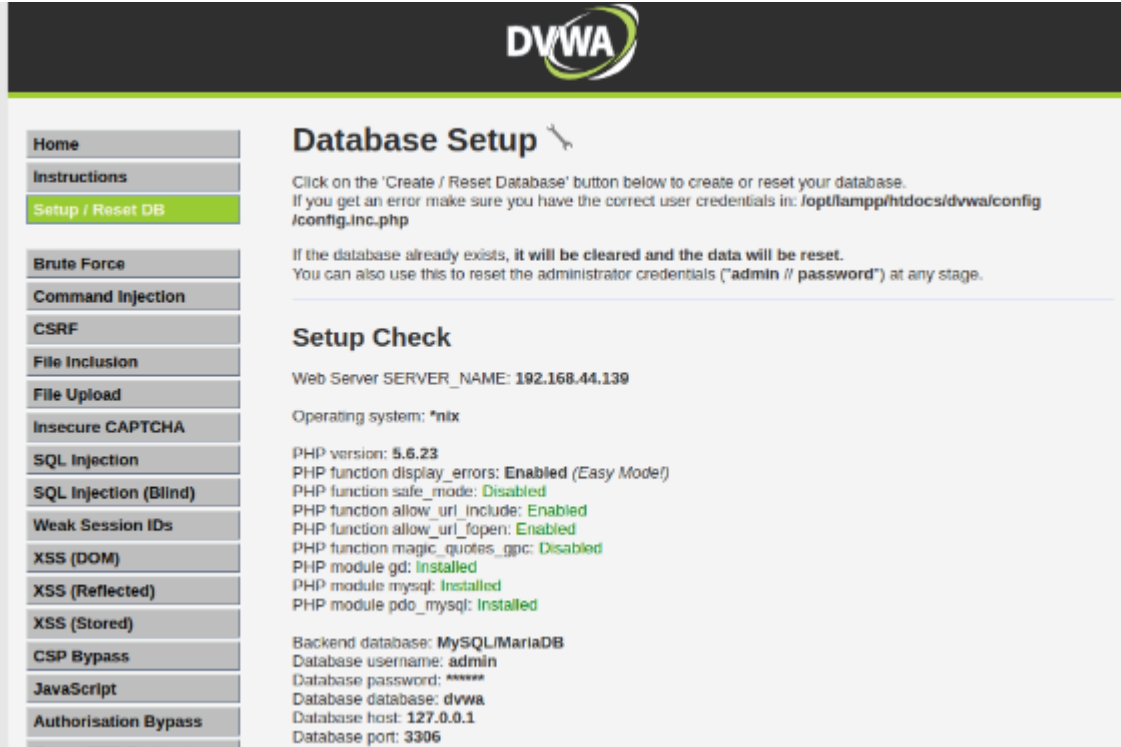 DVWA
Home
Instructions
Setup / Reset DB
Brute Force
Command Injection
CSRF
File Inclusion
File Upload
Insecure CAPTCHA
SQL Injection
SQL Injection (Blind)
Weak Session IDs
XSS (DOM)
XSS (Reflected)
XSS (Stored)
CSP Bypass
JavaScript
Authorisation Bypass
Database Setup
Click on the 'Create / Reset Database' button below to create or reset your database.
If you get an error make sure you have the correct user credentials in: /opt/lampp/htdocs/dvwa/config
/config.inc.php
If the database already exists, it will be cleared and the data will be reset.
You can also use this to reset the administrator credentials ("admin // password") at any stage.
Setup Check
Web Server SERVER_NAME: 192.168.44.139
Operating system: *nix
PHP version: 5.6.23
PHP function display_errors: Enabled (Easy Mode!)
PHP function safe_mode: Disabled
PHP function allow_url_include: Enabled
PHP function allow_url_fopen: Enabled
PHP function magic_quotes_gpc: Disabled
PHP module gd: Installed
PHP module mysql: Installed
PHP module pdo_mysql: Installed
Backend database: MySQL/MariaDB
Database username: admin
Database password: ******
Database database: dvwa
Database host: 127.0.0.1
Database port: 3306